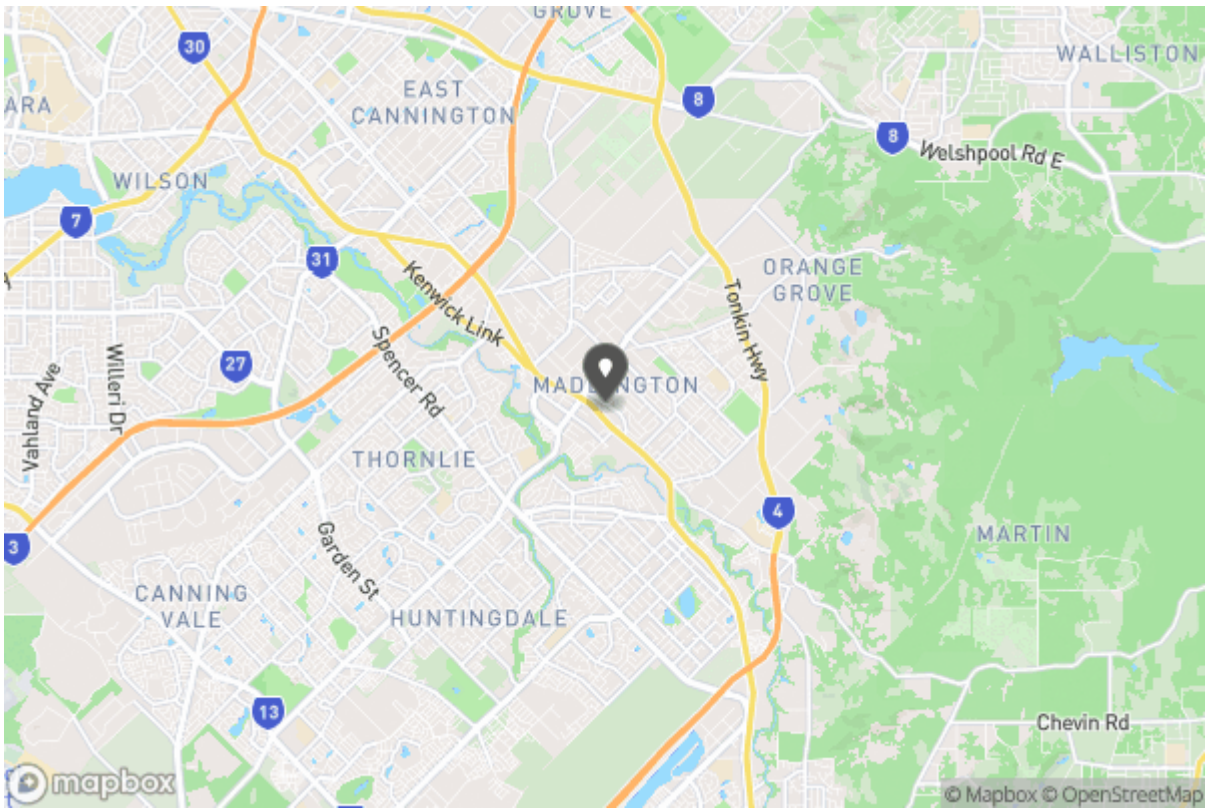 GROVE
30
WALLISTON
EAST
CANNINGTON
ARA
8
8
Welshpool Rd E
WILSON
7
31
ORANGE
GROVE
Kenwick Link
Tonkin Hwy
Spencer Rd
27
Willeri Dr
Vahland Ave
MADDINGTON
THORNLIE
4
MARTIN
3
Garden St
CANNING
VALE
HUNTINGDALE
13
Chevin Rd
mapbox
© Mapbox © OpenStreetMap